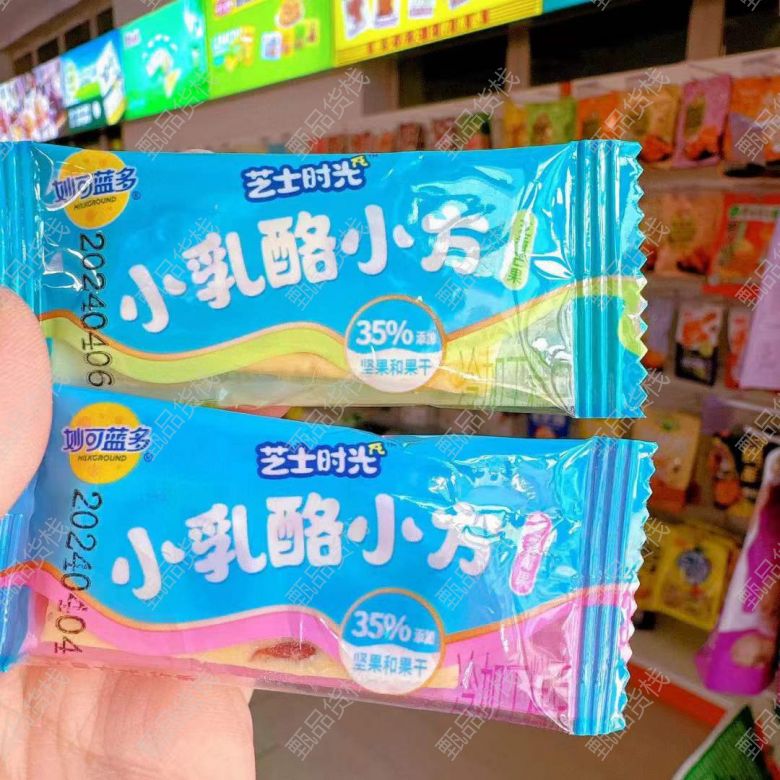 妙可蓝多®
MILKGROUND
芝士时光
小乳酪小方
35%添加
坚果和果干
20240406
妙可蓝多®
MILKGROUND
芝士时光
小乳酪小方
35%添加
坚果和果干
20240404
甄品货栈